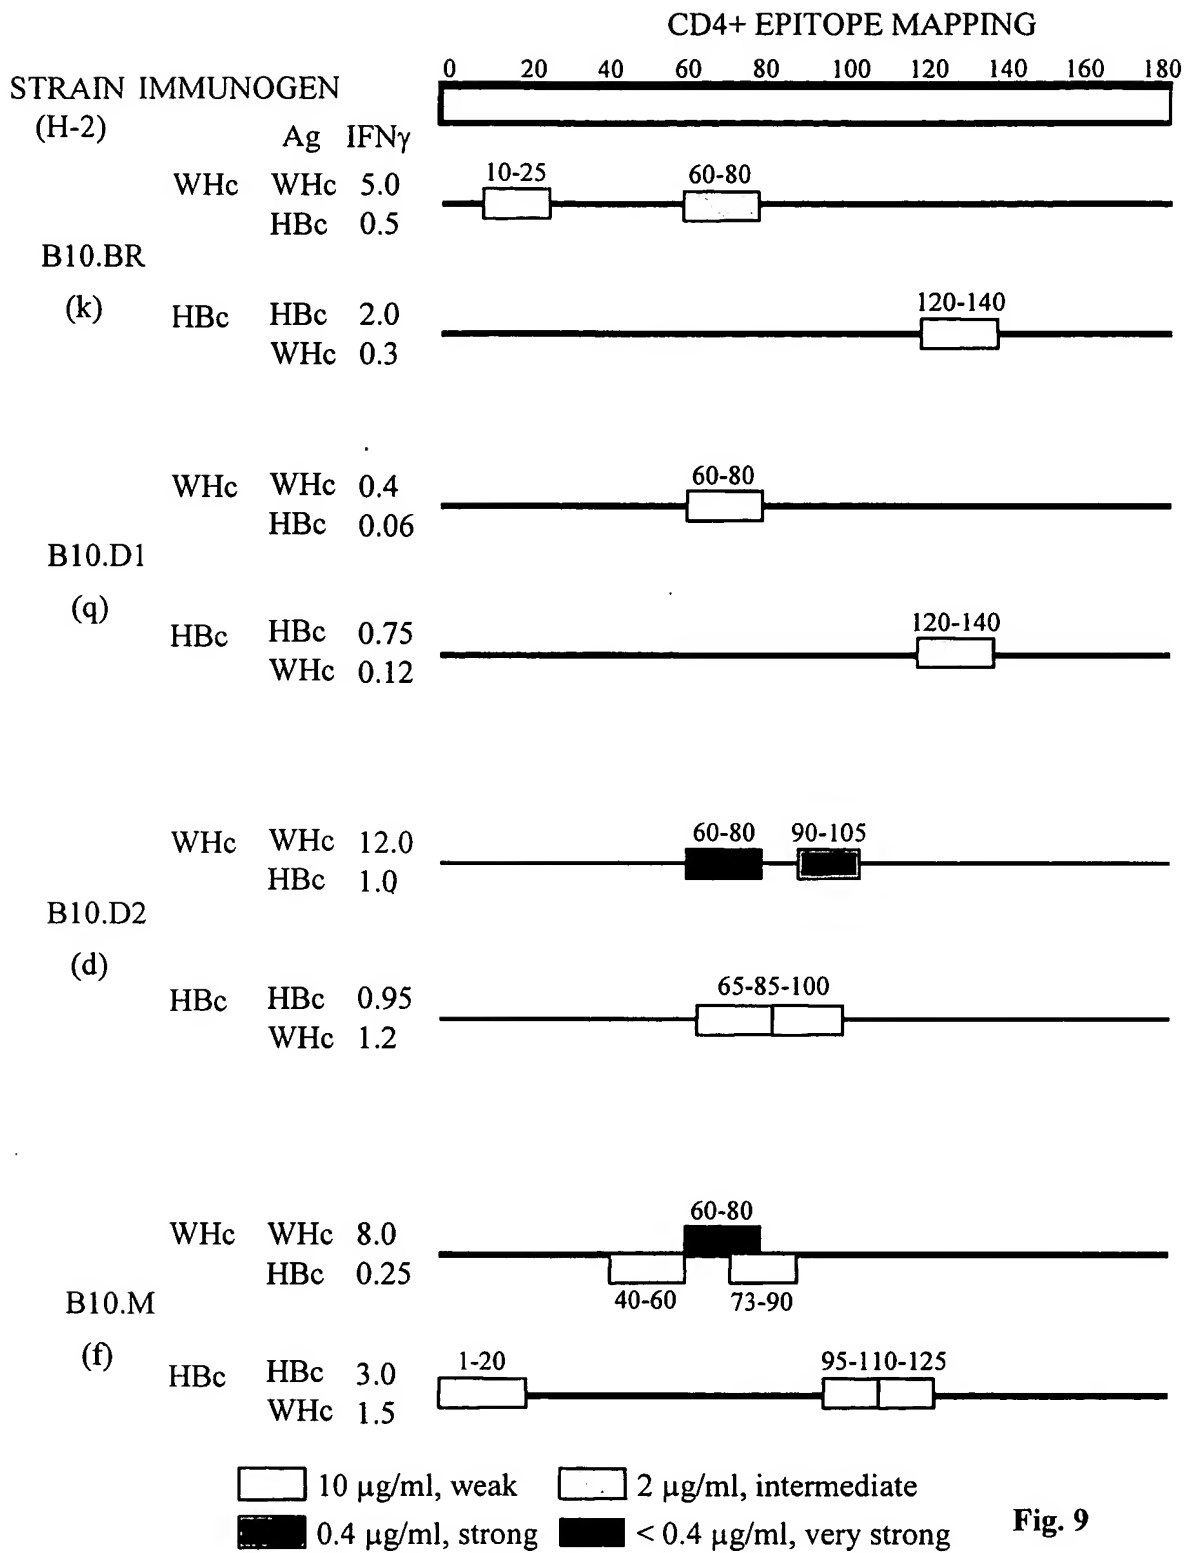 CD4+ EPITOPE MAPPING
0 20 40 60 80 100 120 140 160 180
STRAIN IMMUNOGEN
(H-2)
Ag IFNγ
10-25 60-80
WHc WHc 5.0
HBc 0.5
B10.BR
(k)
120-140
HBc HBc 2.0
WHc 0.3
60-80
WHc WHc 0.4
HBc 0.06
B10.D1
(q)
120-140
HBc HBc 0.75
WHc 0.12
60-80 90-105
WHc WHc 12.0
HBc 1.0
B10.D2
(d)
65-85-100
HBc HBc 0.95
WHc 1.2
60-80
WHc WHc 8.0
HBc 0.25
40-60 73-90
B10.M
(f)
1-20 95-110-125
HBc HBc 3.0
WHc 1.5
10 μg/ml, weak 2 μg/ml, intermediate
0.4 μg/ml, strong < 0.4 μg/ml, very strong
Fig. 9